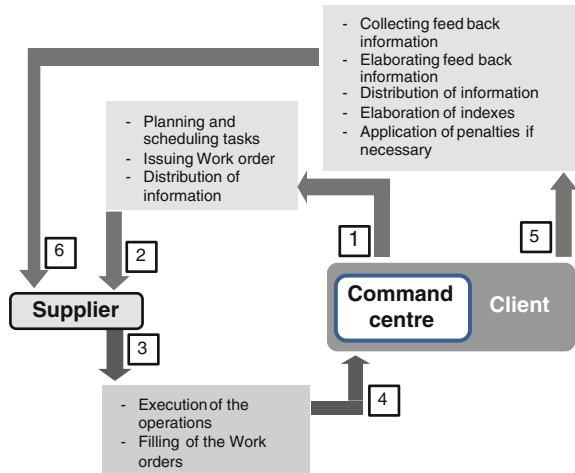 - Collecting feed back
information
- Elaborating feed back
information
- Distribution of information
- Elaboration of indexes
- Application of penalties if
necessary
- Planning and
scheduling tasks
- Issuing Work order
- Distribution of
information
6
2
1
5
Supplier
Command
centre
Client
3
4
- Execution of the
operations
- Filling of the Work
orders